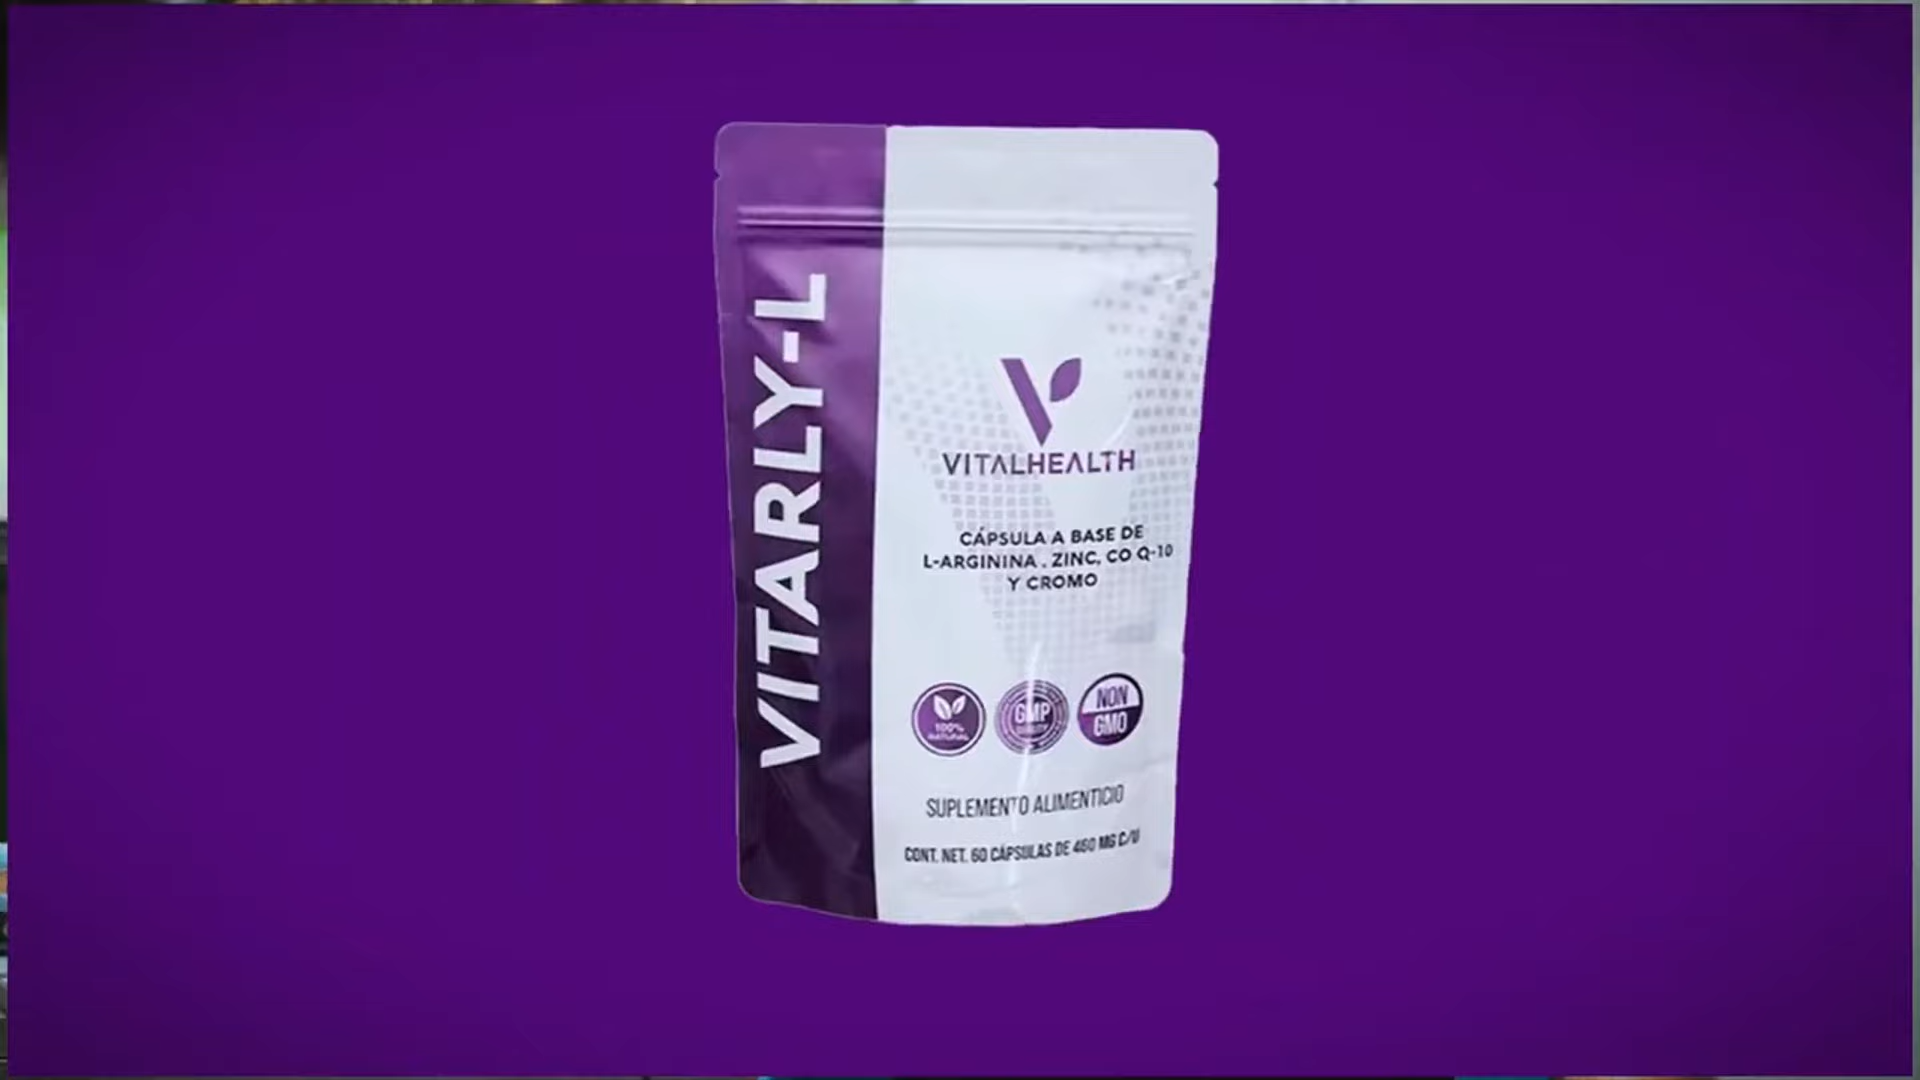 VITARLY-L
VITALHEALTH
CÁPSULA A BASE DE
L-ARGININA . ZINC, CO Q-10
Y CROMO
100%
NATURAL
GMP
QUALITY
NON
GMO
SUPLEMENTO ALIMENTICIO
CONT. NET. 60 CÁPSULAS DE 460 MG C/U